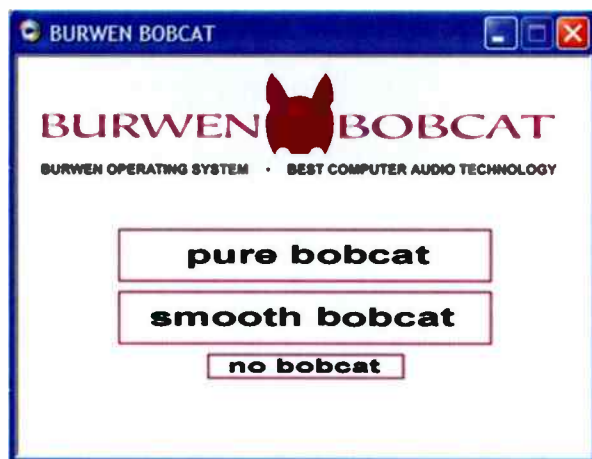 BURWEN BOBCAT
BURWEN BOBCAT
BURWEN OPERATING SYSTEM · BEST COMPUTER AUDIO TECHNOLOGY
pure bobcat
smooth bobcat
no bobcat